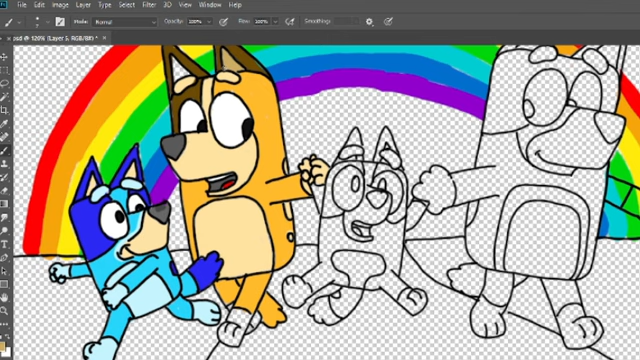 File Edit Image Layer Type Select Filter 3D View Window Help
Mode: Normal Opacity: 100% Flow: 100% Smoothing:
.psd @ 120% (Layer 5, RGB/8#) *